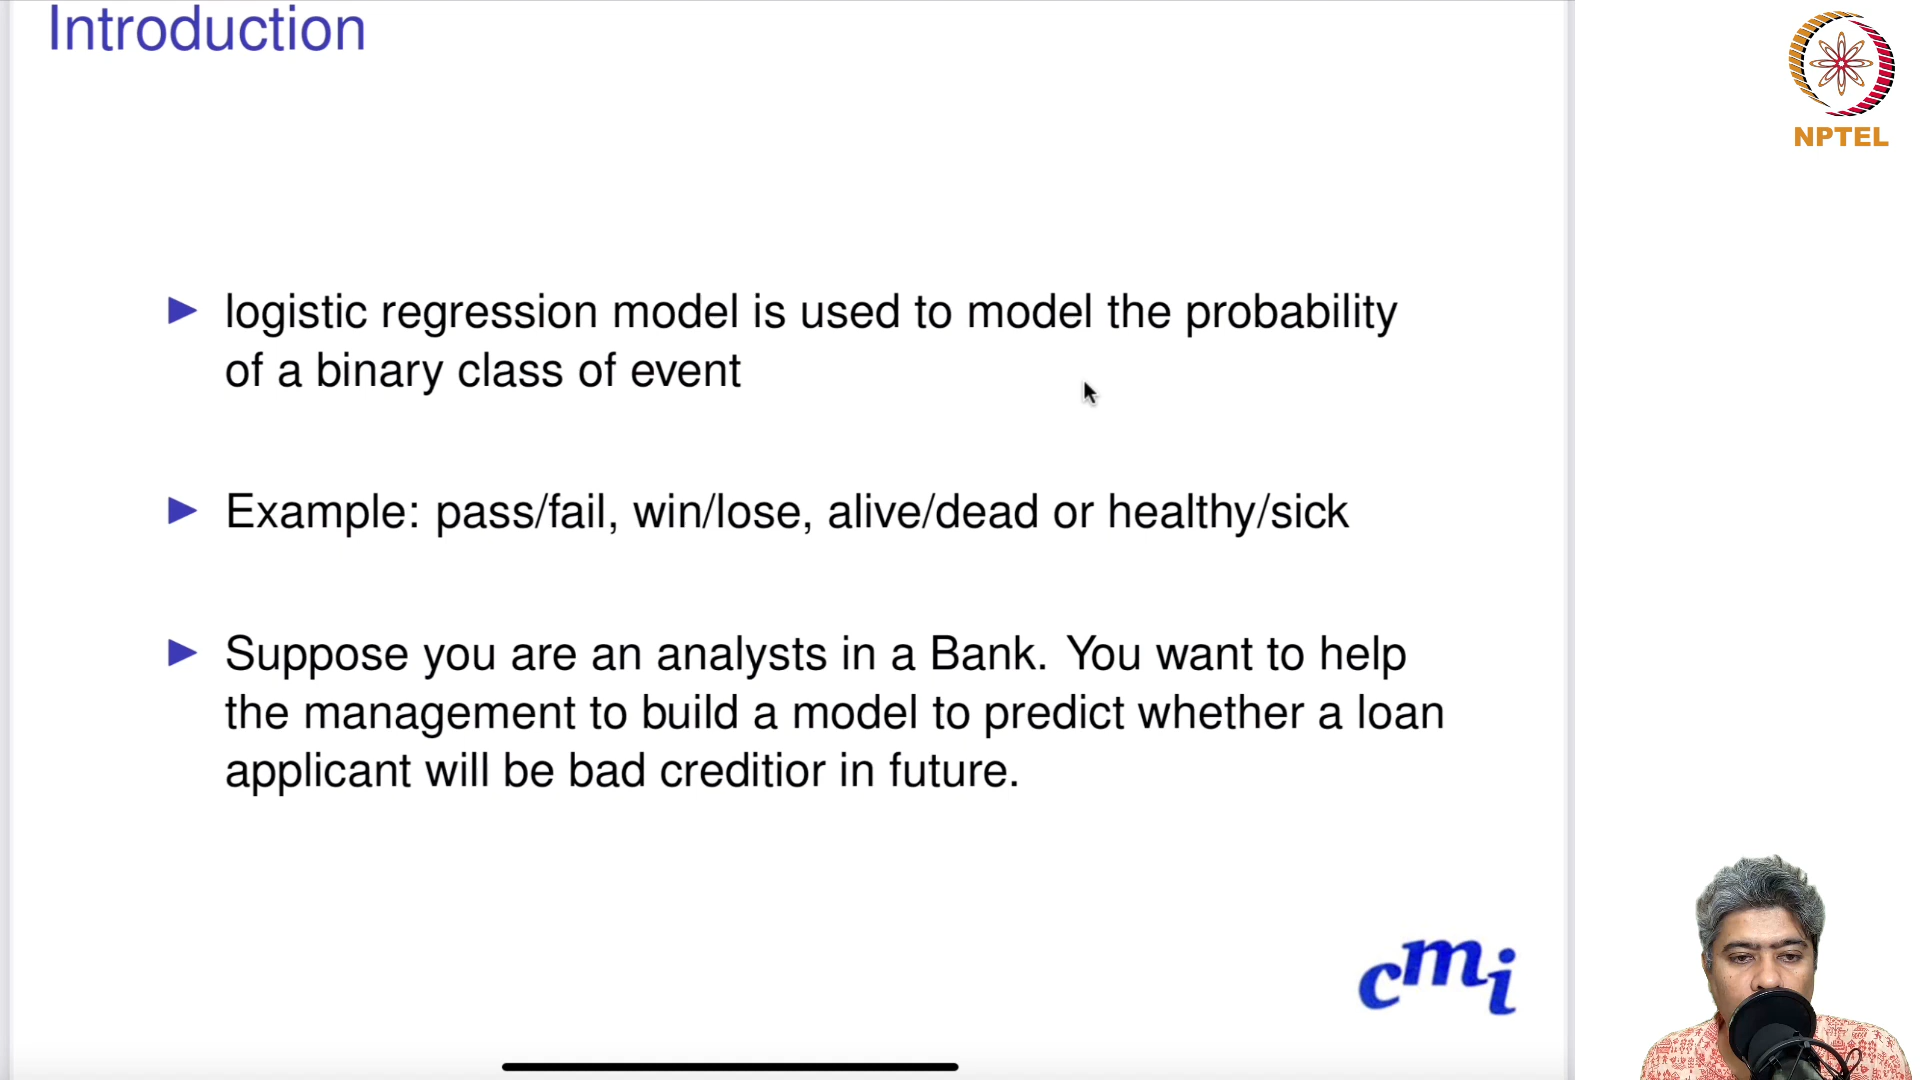 Introduction
NPTEL
logistic regression model is used to model the probability
of a binary class of event
Example: pass/fail, win/lose, alive/dead or healthy/sick
Suppose you are an analysts in a Bank. You want to help
the management to build a model to predict whether a loan
applicant will be bad creditior in future.
cmi